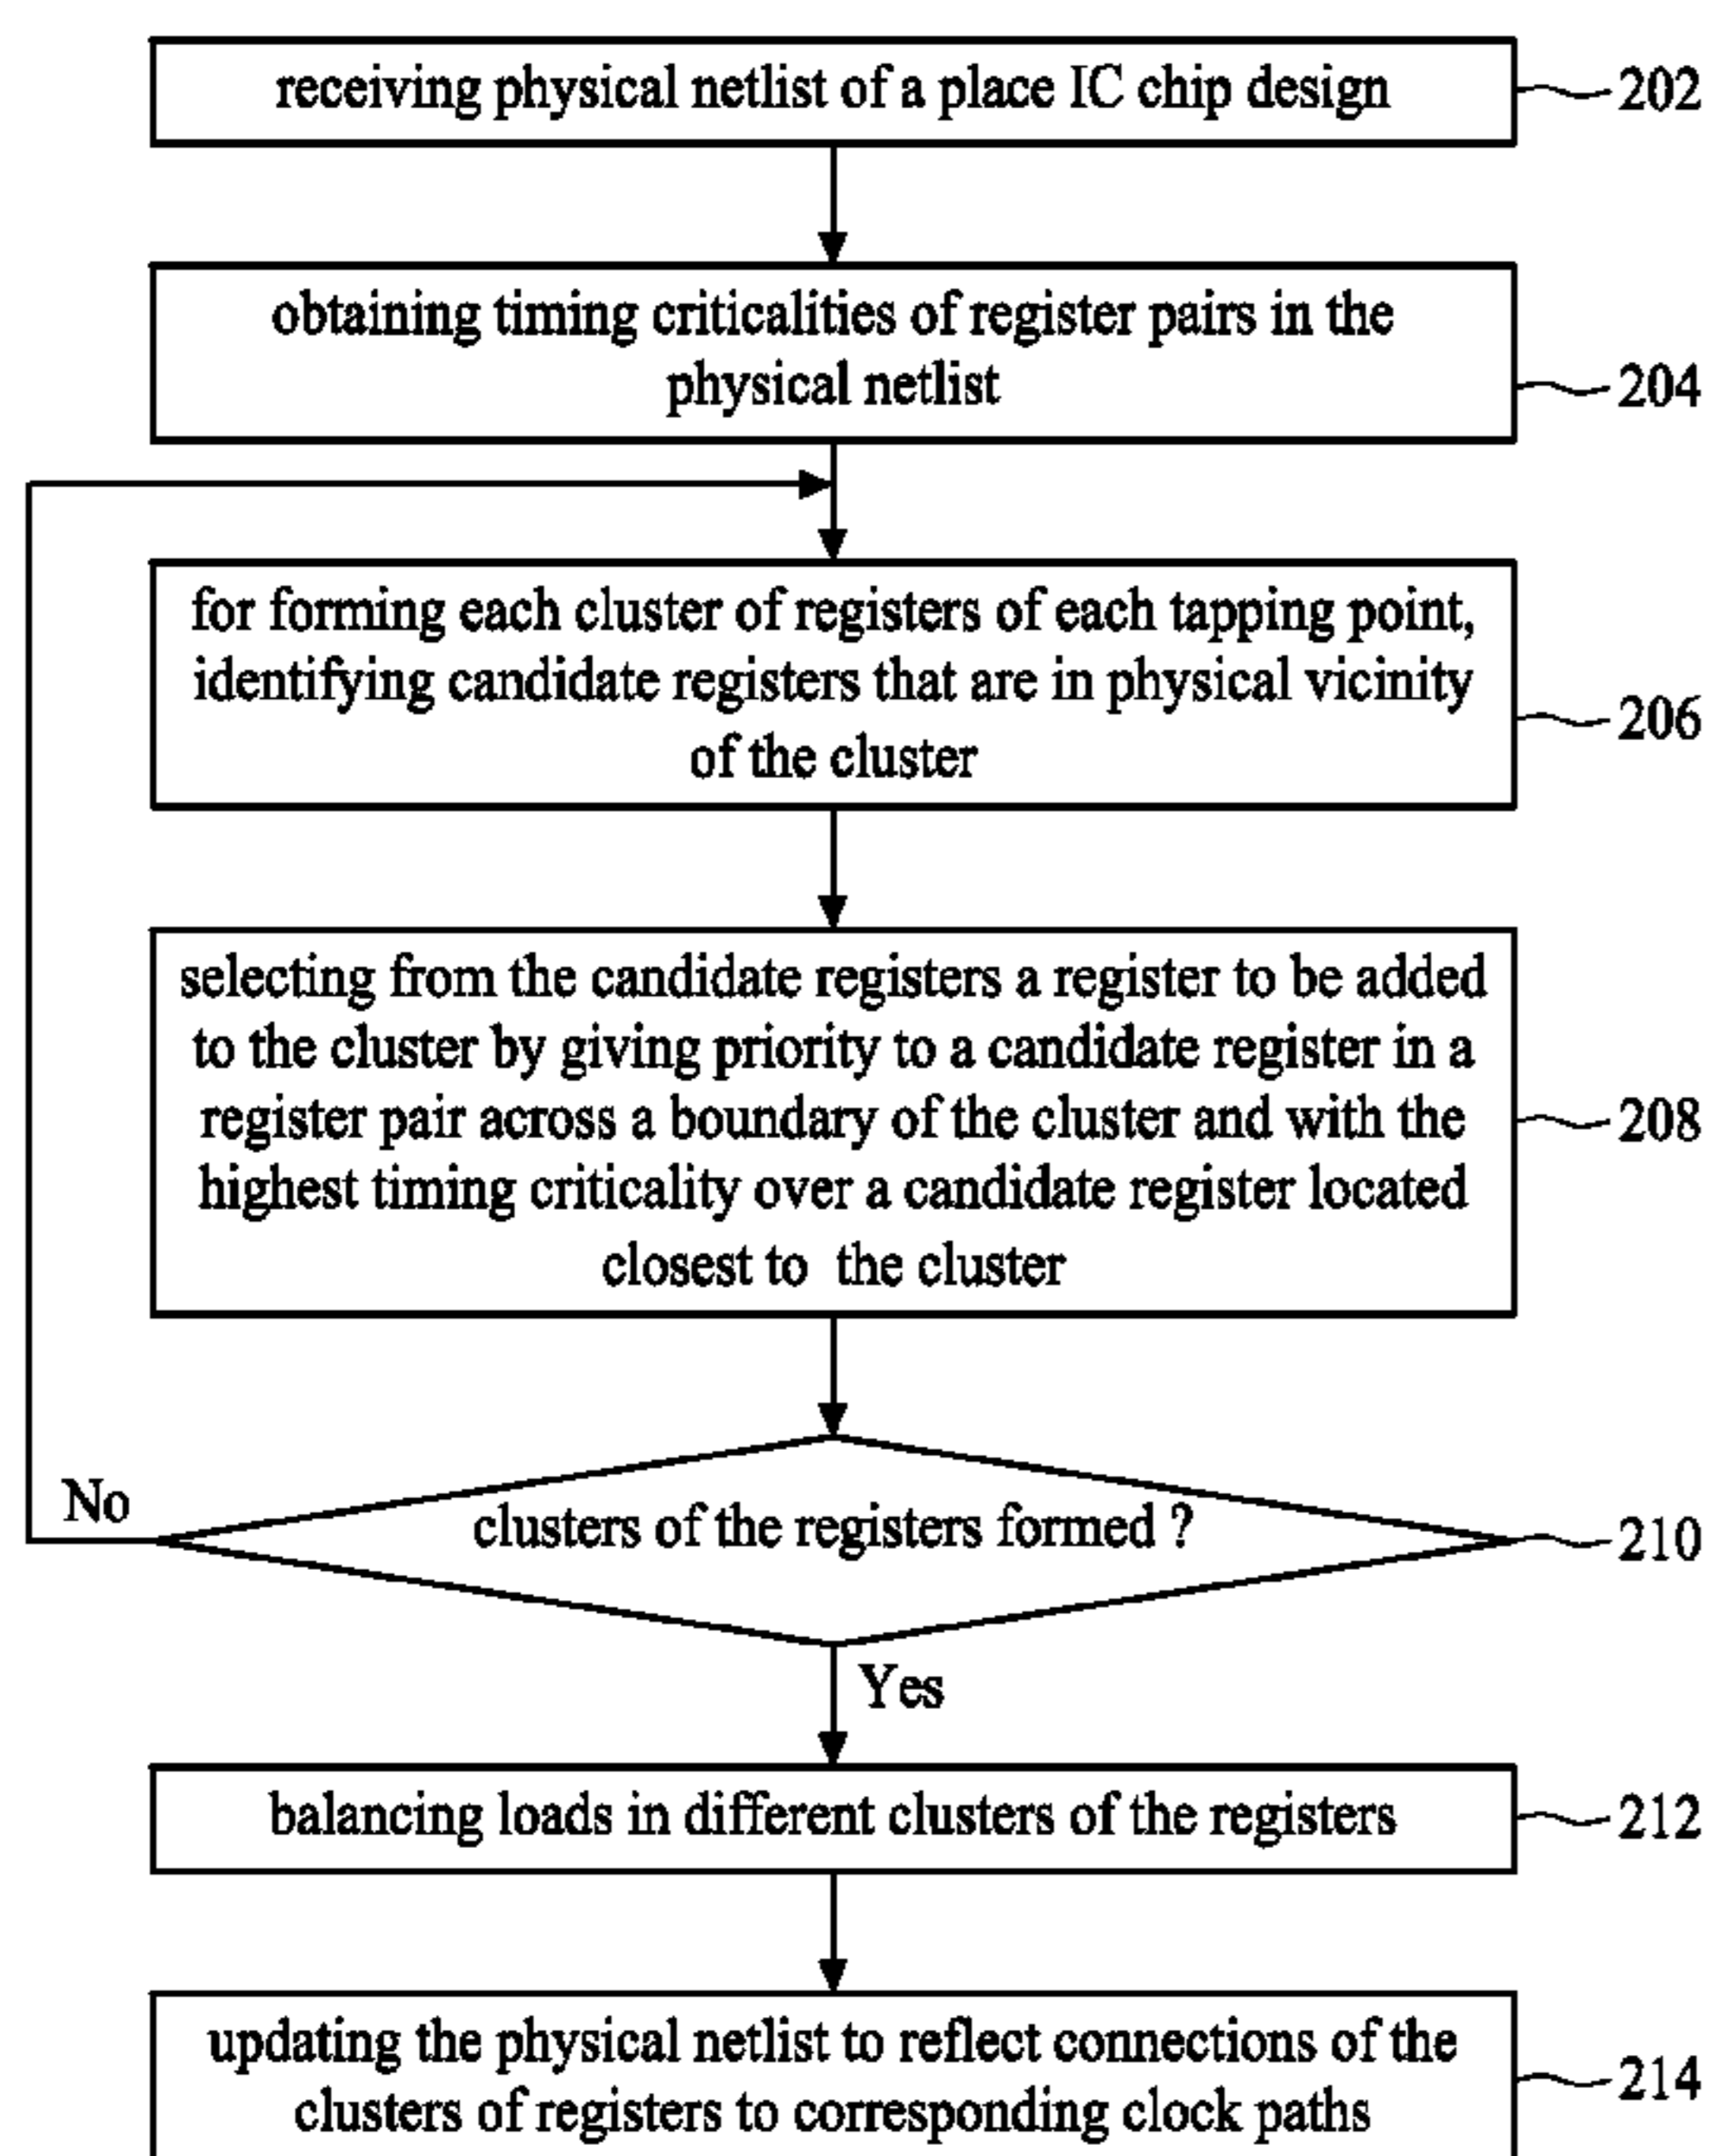 receiving physical netlist of a place IC chip design
202
obtaining timing criticalities of register pairs in the
physical netlist
204
for forming each cluster of registers of each tapping point,
identifying candidate registers that are in physical vicinity
of the cluster
206
selecting from the candidate registers a register to be added
to the cluster by giving priority to a candidate register in a
register pair across a boundary of the cluster and with the
highest timing criticality over a candidate register located
closest to the cluster
208
No
clusters of the registers formed ?
210
Yes
balancing loads in different clusters of the registers
212
updating the physical netlist to reflect connections of the
clusters of registers to corresponding clock paths
214